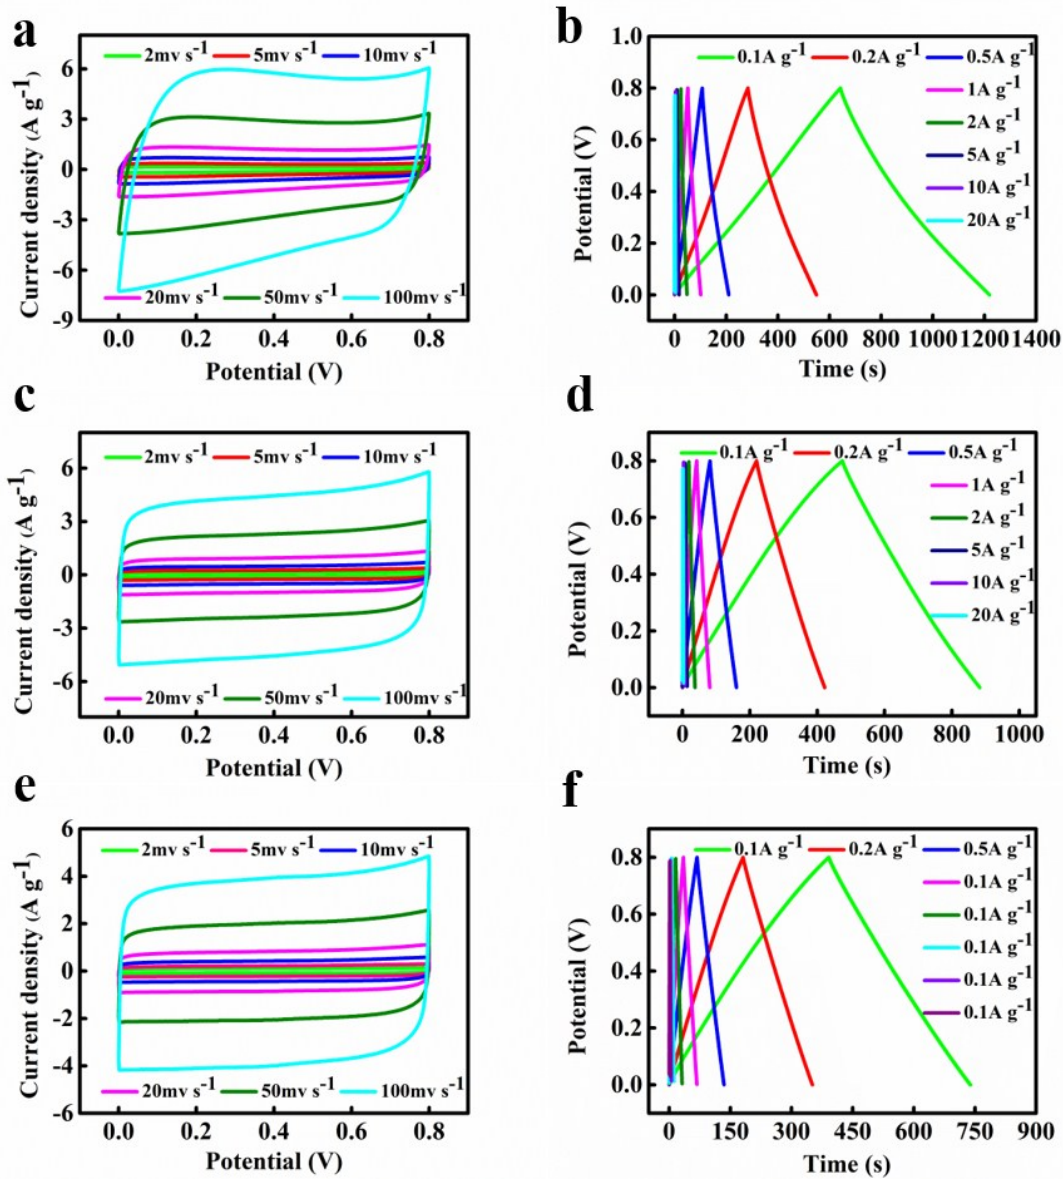 a
2mv s⁻¹ 5mv s⁻¹ 10mv s⁻¹
6
3
0
-3
-6
-9
20mv s⁻¹ 50mv s⁻¹ 100mv s⁻¹
0.0 0.2 0.4 0.6 0.8
Current density (A g⁻¹)
Potential (V)
b
1.0
0.8
0.6
0.4
0.2
0.0
0.1A g⁻¹ 0.2A g⁻¹ 0.5A g⁻¹
1A g⁻¹
2A g⁻¹
5A g⁻¹
10A g⁻¹
20A g⁻¹
0 200 400 600 800 1000 1200 1400
Potential (V)
Time (s)
c
2mv s⁻¹ 5mv s⁻¹ 10mv s⁻¹
6
3
0
-3
-6
20mv s⁻¹ 50mv s⁻¹ 100mv s⁻¹
0.0 0.2 0.4 0.6 0.8
Current density (A g⁻¹)
Potential (V)
d
0.8
0.6
0.4
0.2
0.0
0.1A g⁻¹ 0.2A g⁻¹ 0.5A g⁻¹
1A g⁻¹
2A g⁻¹
5A g⁻¹
10A g⁻¹
20A g⁻¹
0 200 400 600 800 1000
Potential (V)
Time (s)
e
2mv s⁻¹ 5mv s⁻¹ 10mv s⁻¹
6
4
2
0
-2
-4
-6
20mv s⁻¹ 50mv s⁻¹ 100mv s⁻¹
0.0 0.2 0.4 0.6 0.8
Current density (A g⁻¹)
Potential (V)
f
0.8
0.6
0.4
0.2
0.0
0.1A g⁻¹ 0.2A g⁻¹ 0.5A g⁻¹
0.1A g⁻¹
0.1A g⁻¹
0.1A g⁻¹
0.1A g⁻¹
0.1A g⁻¹
0 150 300 450 600 750 900
Potential (V)
Time (s)